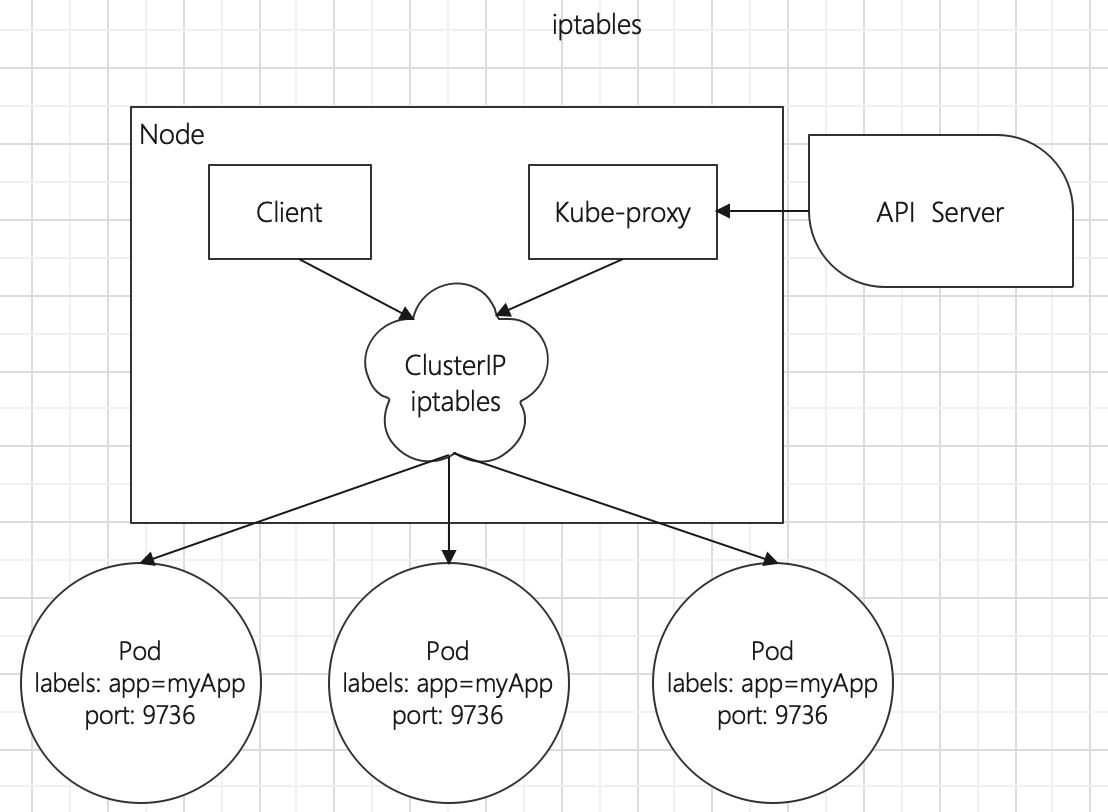 iptables
Node
Client
Kube-proxy
API Server
ClusterIP
iptables
Pod
labels: app=myApp
port: 9736
Pod
labels: app=myApp
port: 9736
Pod
labels: app=myApp
port: 9736